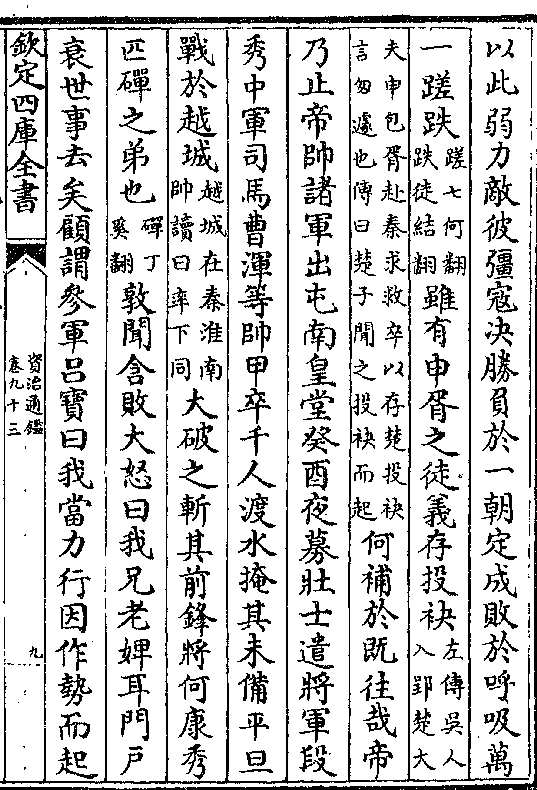 以此弱力敵彼彊寇決勝負於一朝定成敗於呼吸萬
一蹉跌蹉七何翻跌徒結翻雖有申胥之徒義存投袂左傳吳人入郢楚大
夫申包胥赴秦求救卒以存楚投袂言匆遽也傳曰楚子聞之投袂而起何補於既往哉帝
乃止帝帥諸軍出屯南皇堂癸酉夜募壯士遣將軍段
秀中軍司馬曹渾等帥甲卒千人渡水掩其未備平旦
戰於越城越城在秦淮南帥讀曰率下同大破之斬其前鋒將何康秀
匹磾之弟也磾丁奚翻敦聞含敗大怒曰我兄老婢耳門戸
衰世事去矣顧謂參軍吕寶曰我當力行因作勢而起
欽定四庫全書
資治通鑑
卷九十三
九